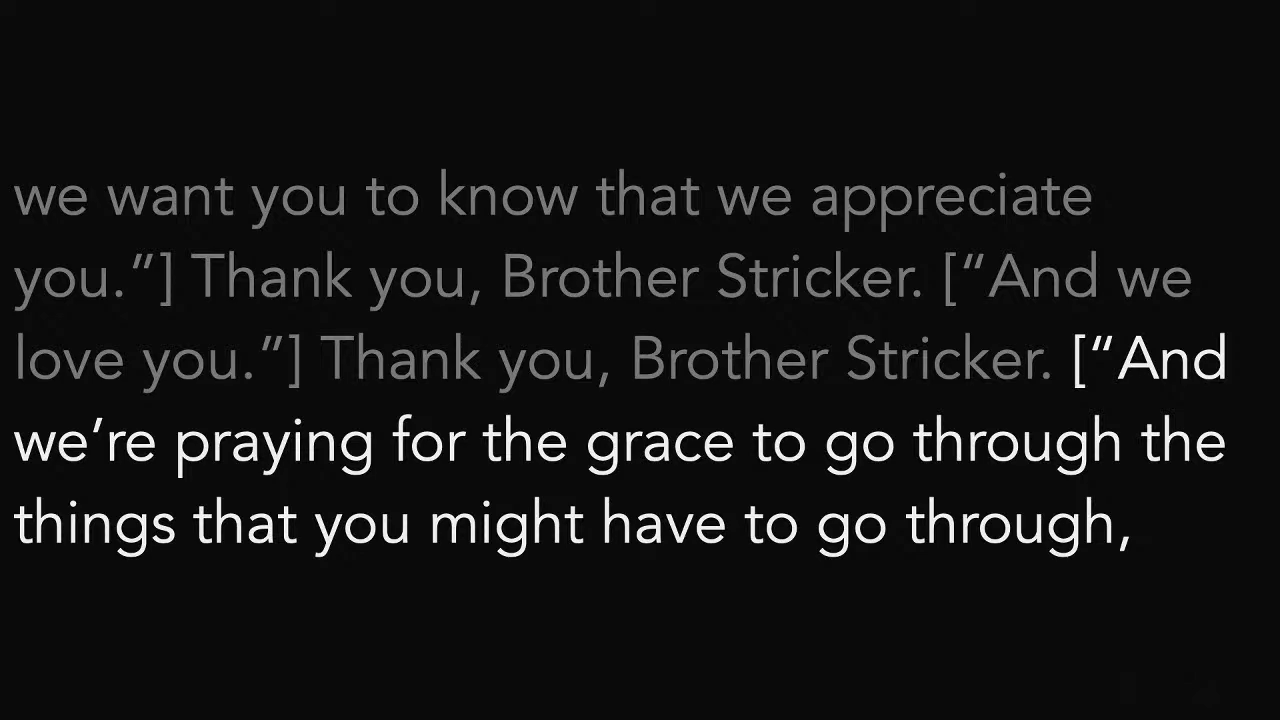 we want you to know that we appreciate
you.”] Thank you, Brother Stricker. [“And we
love you.”] Thank you, Brother Stricker. [“And
we’re praying for the grace to go through the
things that you might have to go through,